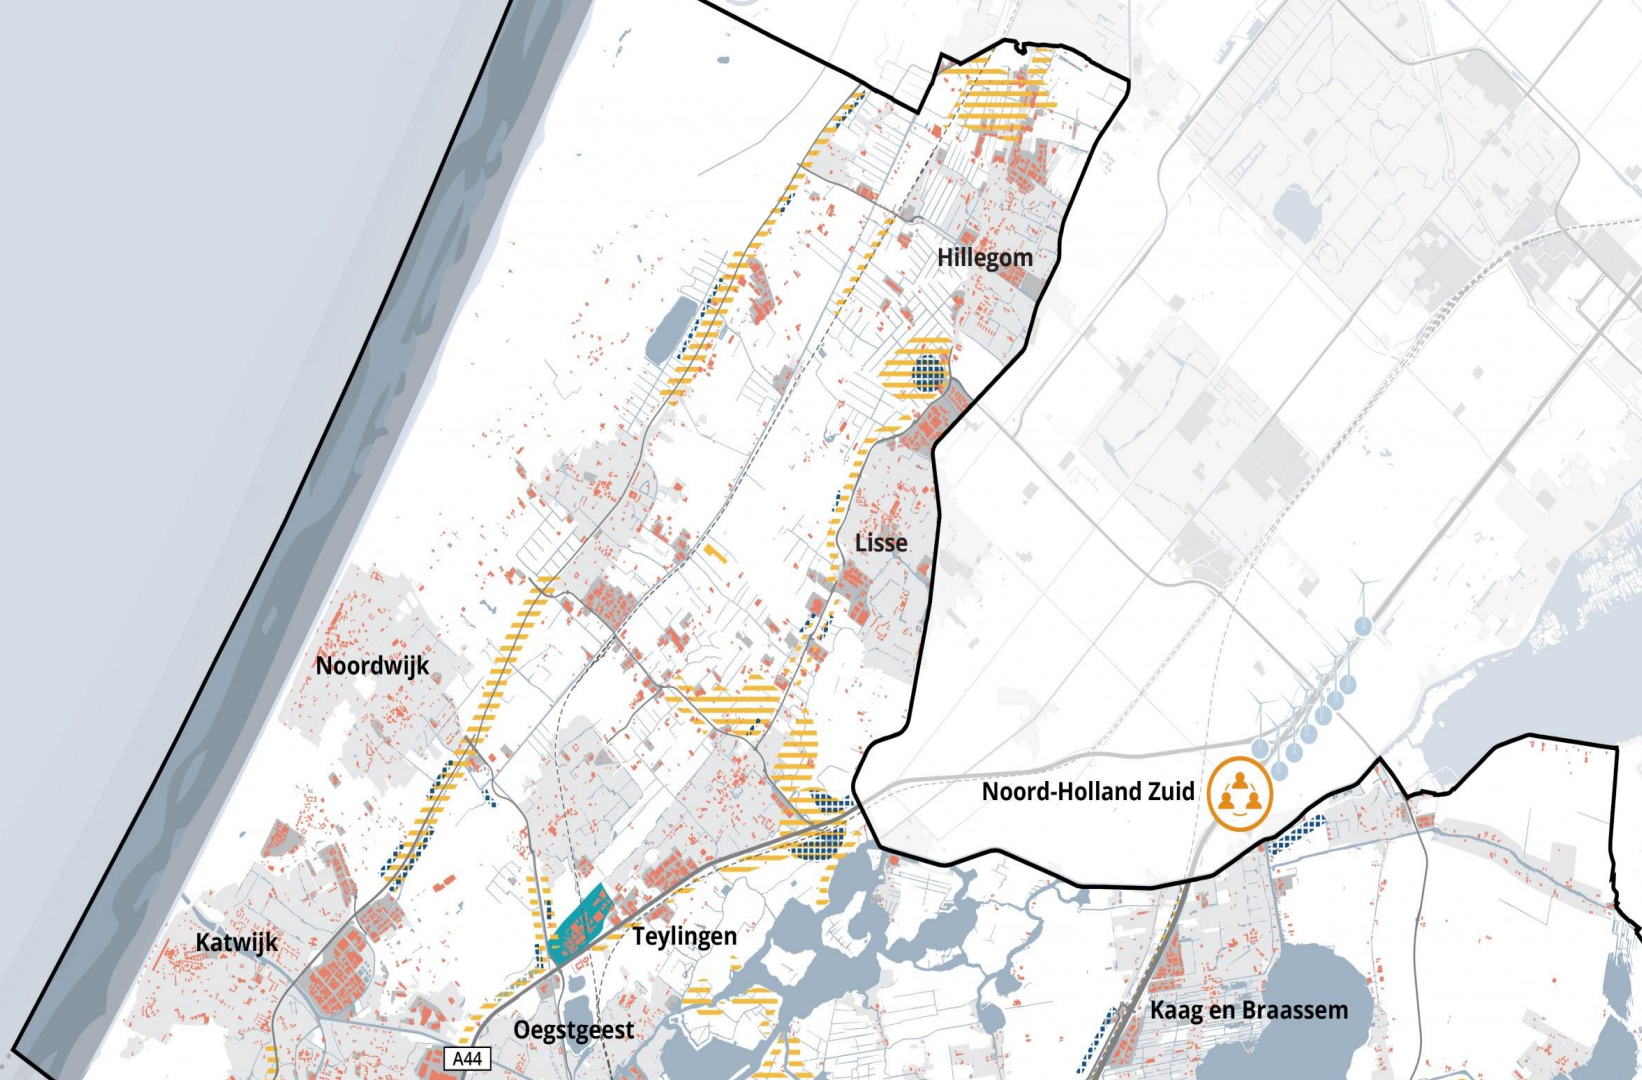 Hillegom
Lisse
Noordwijk
Noord-Holland Zuid
Katwijk
Teylingen
Kaag en Braassem
Oegstgeest
A44